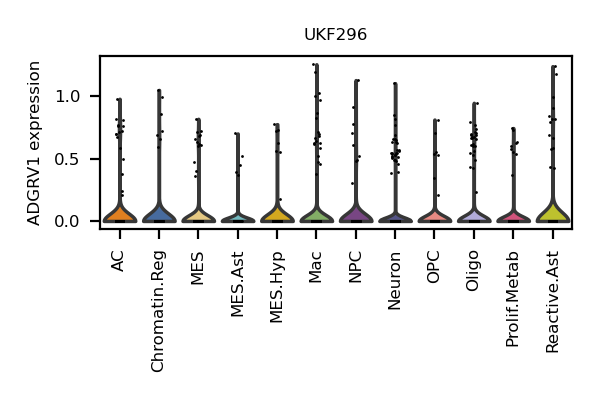 UKF296
ADGRV1 expression
1.0
0.5
0.0
AC
Chromatin.Reg
MES
MES.Ast
MES.Hyp
Mac
NPC
Neuron
OPC
Oligo
Prolif.Metab
Reactive.Ast